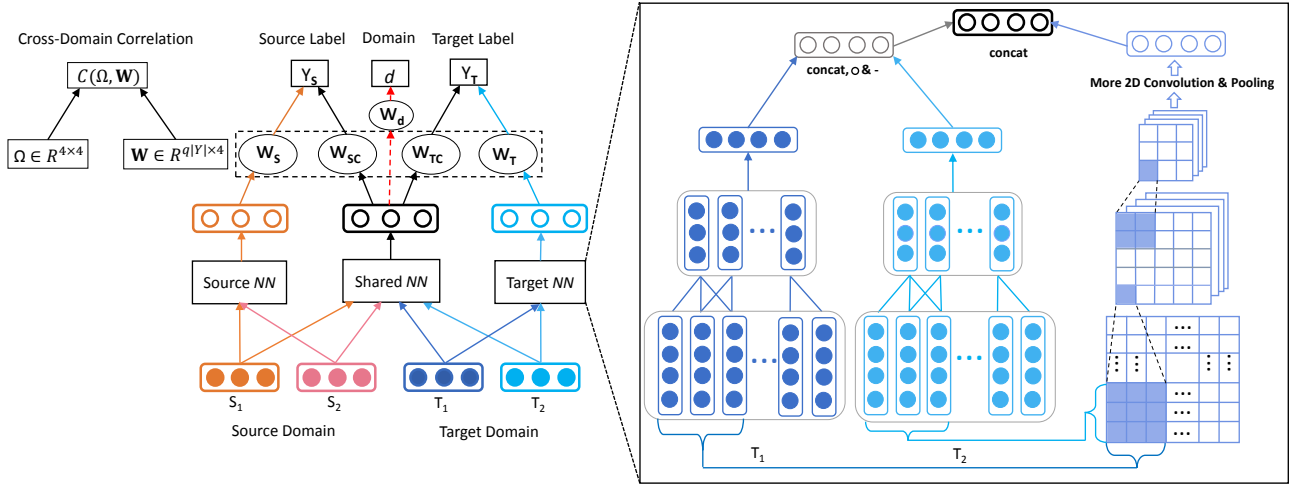 Cross-Domain Correlation
C(Ω, W)
Ω ∈ R^{4×4}
W ∈ R^{q|Y|×4}
Source Label
Domain
Target Label
Y_S
d
Y_T
W_d
W_S
W_SC
W_TC
W_T
Source NN
Shared NN
Target NN
S_1
S_2
T_1
T_2
Source Domain
Target Domain
concat
concat, o & -
More 2D Convolution & Pooling
...
...
...
...
...
...
...
...
...
...
...
...
T_1
T_2